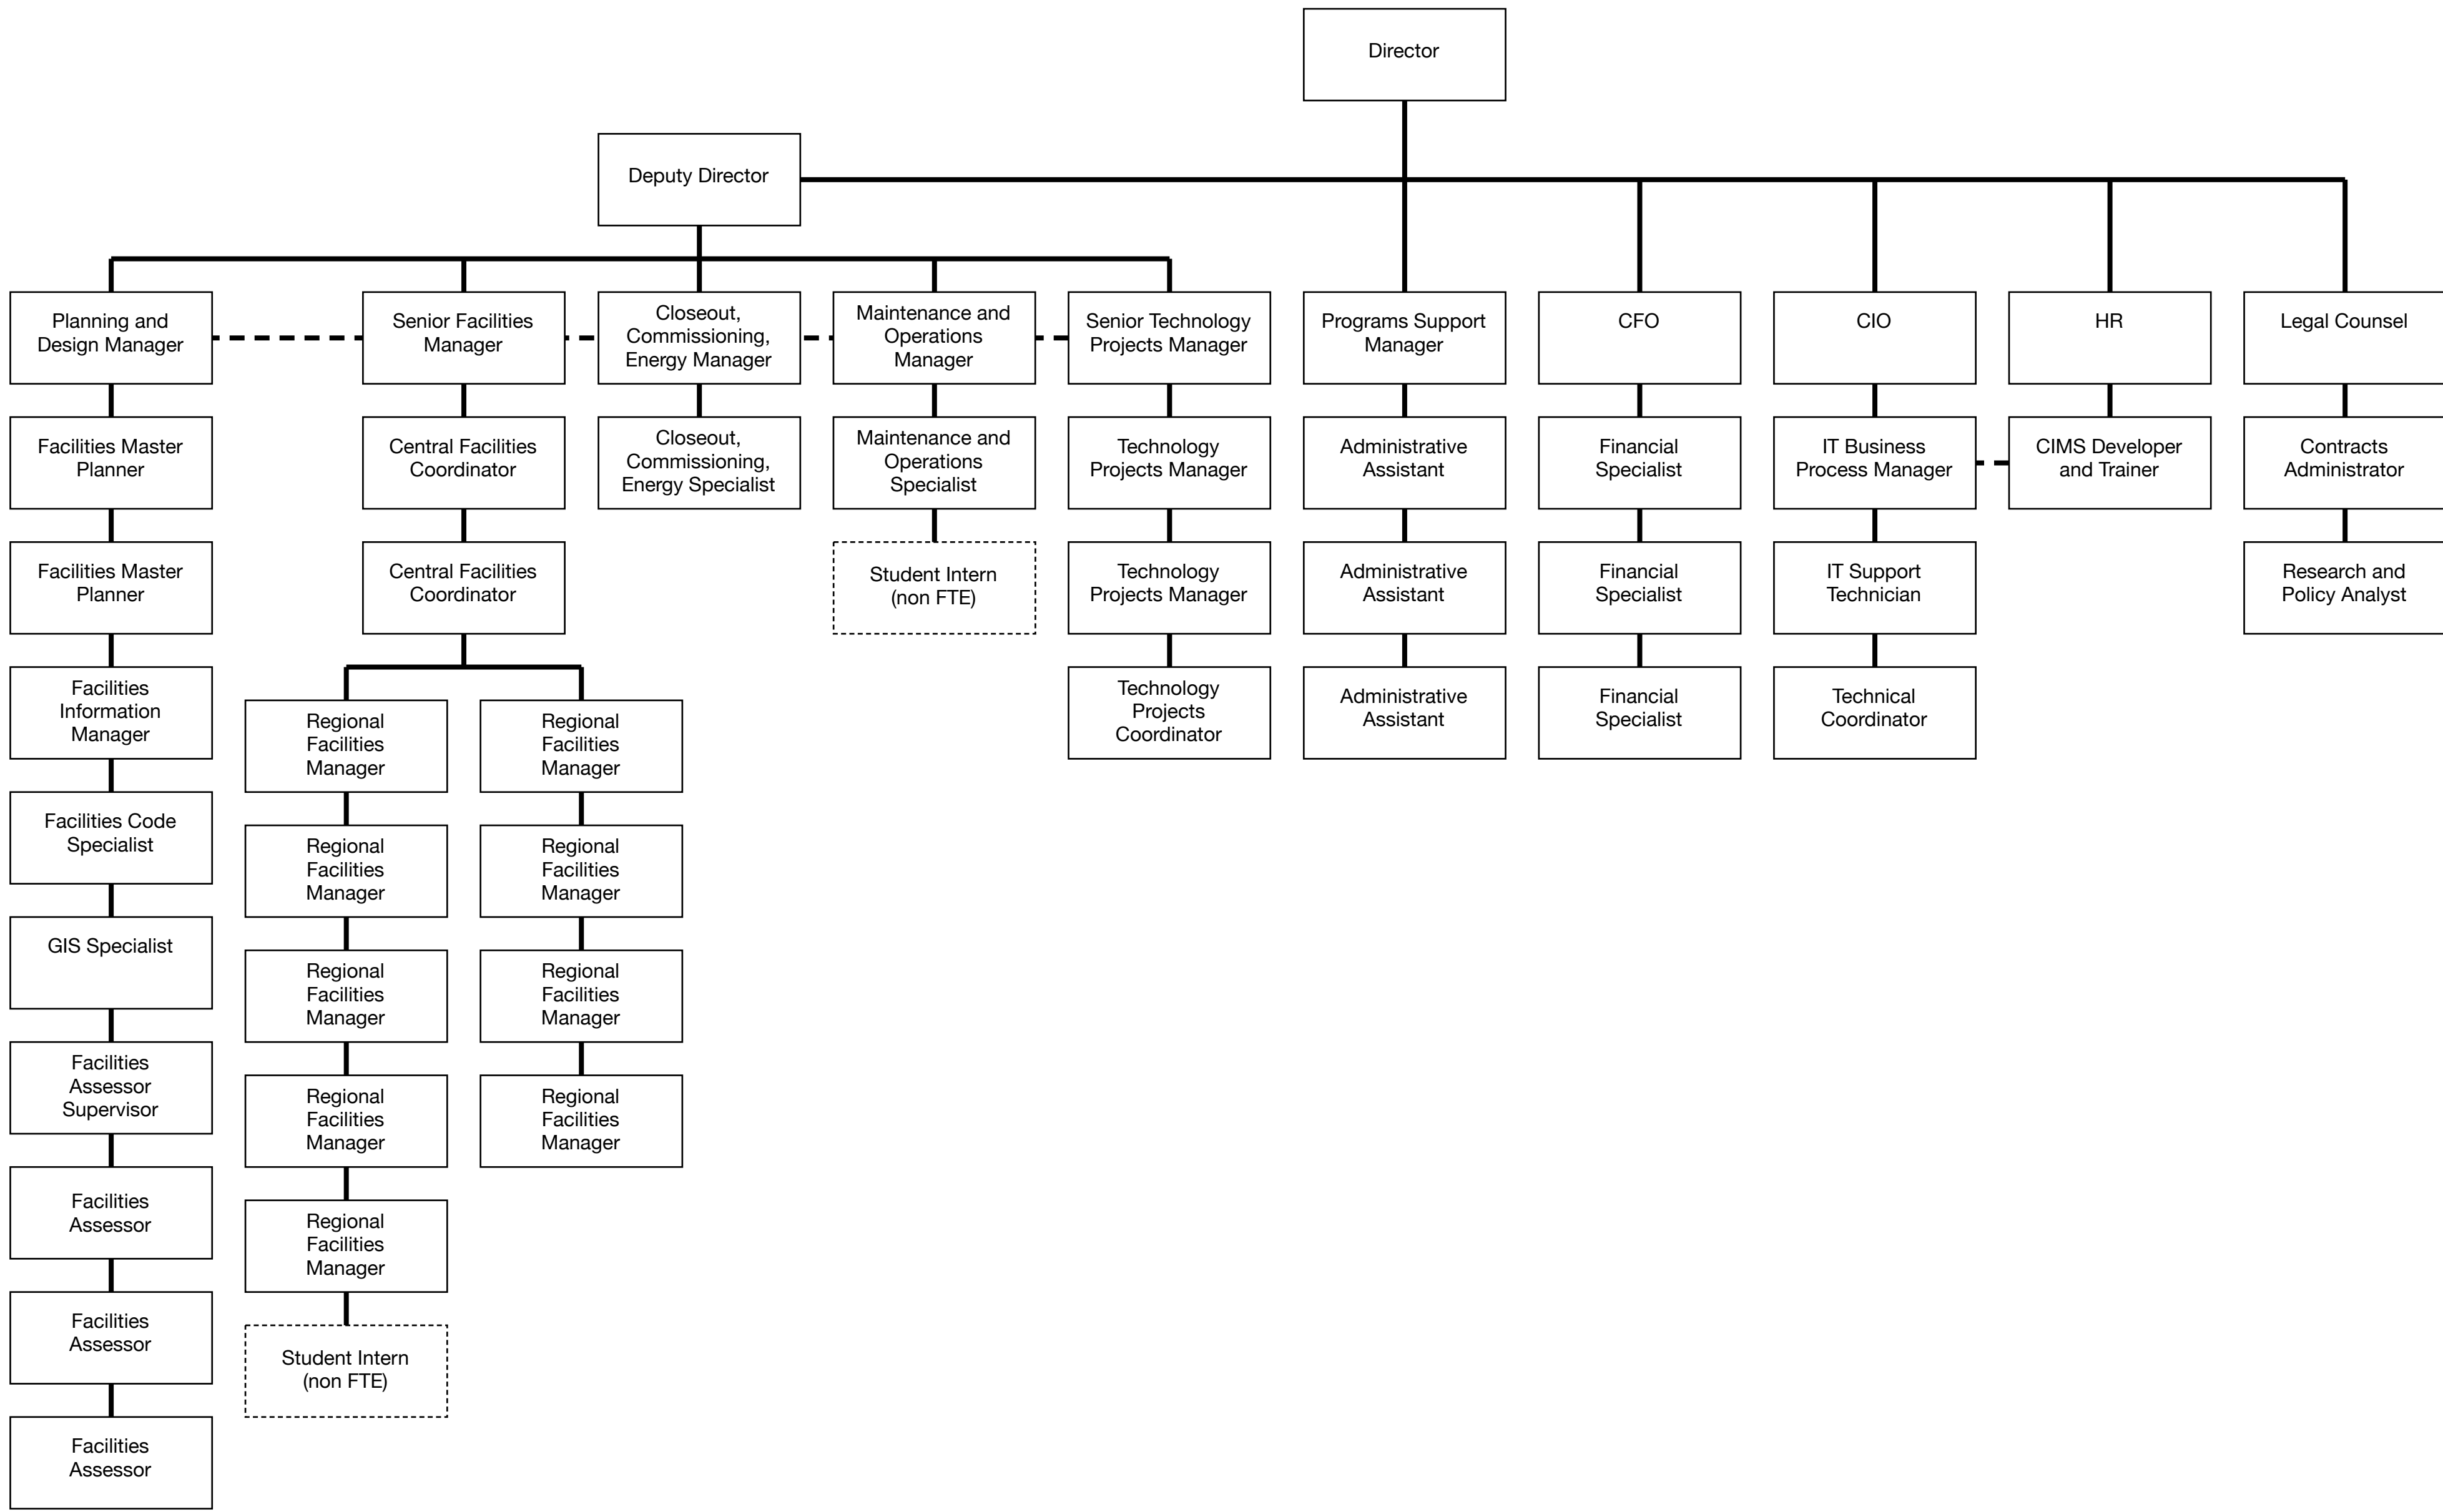 Director
Deputy Director
Planning and
Design Manager
Senior Facilities
Manager
Closeout,
Commissioning,
Energy Manager
Maintenance and
Operations
Manager
Senior Technology
Projects Manager
Programs Support
Manager
CFO
CIO
HR
Legal Counsel
Facilities Master
Planner
Central Facilities
Coordinator
Closeout,
Commissioning,
Energy Specialist
Maintenance and
Operations
Specialist
Technology
Projects Manager
Administrative
Assistant
Financial
Specialist
IT Business
Process Manager
CIMS Developer
and Trainer
Contracts
Administrator
Facilities Master
Planner
Central Facilities
Coordinator
Student Intern
(non FTE)
Technology
Projects Manager
Administrative
Assistant
Financial
Specialist
IT Support
Technician
Research and
Policy Analyst
Facilities
Information
Manager
Regional
Facilities
Manager
Regional
Facilities
Manager
Technology
Projects
Coordinator
Administrative
Assistant
Financial
Specialist
Technical
Coordinator
Facilities Code
Specialist
Regional
Facilities
Manager
Regional
Facilities
Manager
GIS Specialist
Regional
Facilities
Manager
Regional
Facilities
Manager
Facilities
Assessor
Supervisor
Regional
Facilities
Manager
Regional
Facilities
Manager
Facilities
Assessor
Regional
Facilities
Manager
Facilities
Assessor
Student Intern
(non FTE)
Facilities
Assessor